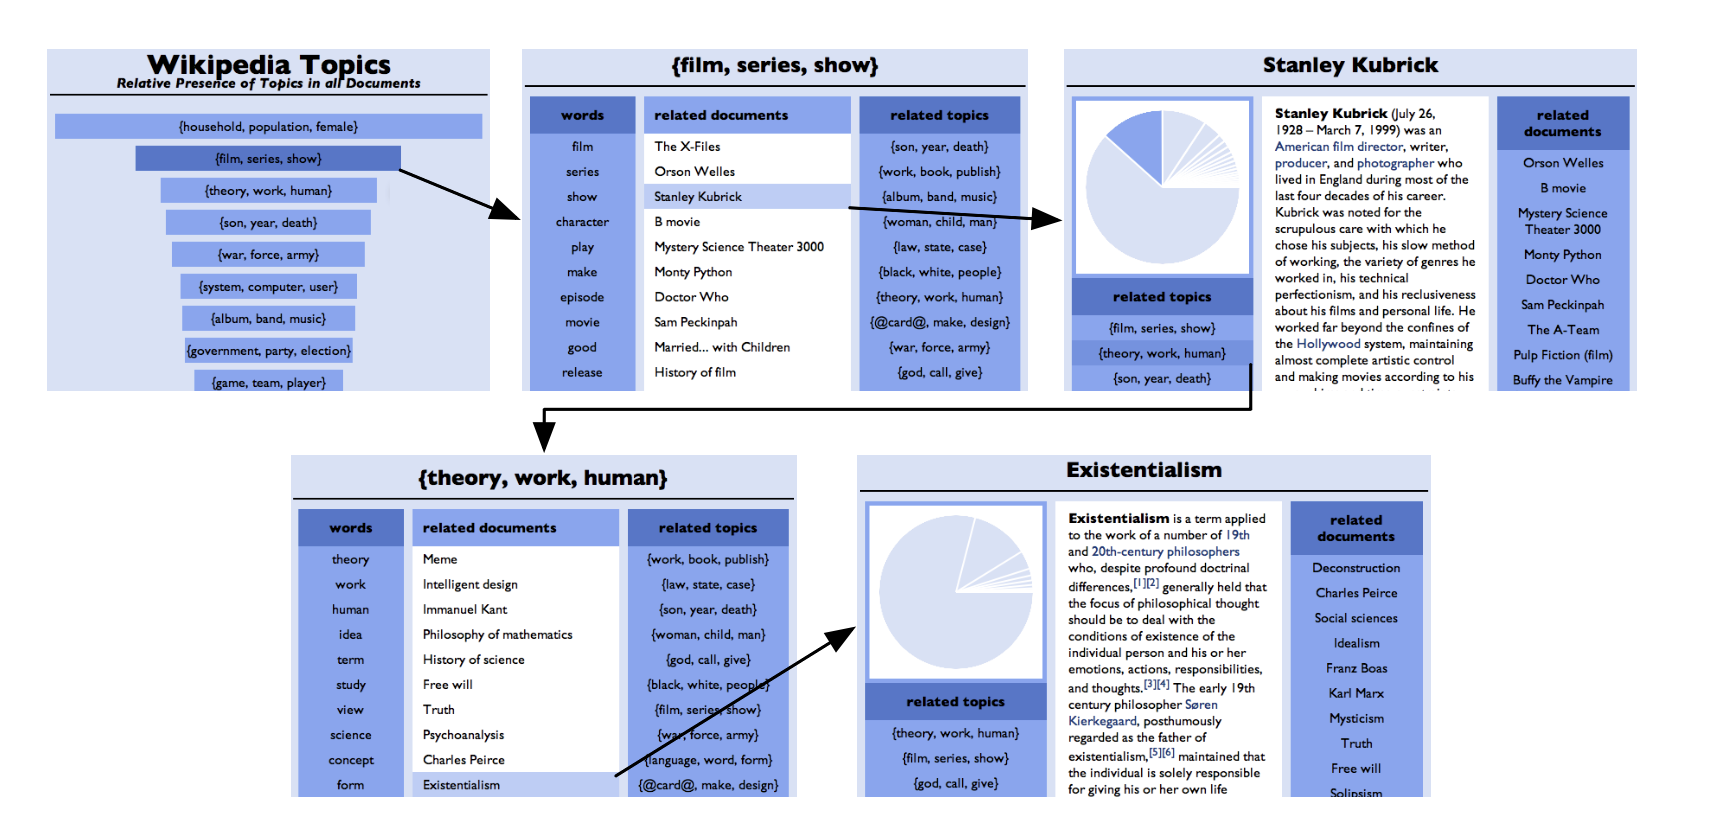 Wikipedia Topics
Relative Presence of Topics in all Documents
{household, population, female}
{film, series, show}
{theory, work, human}
{son, year, death}
{war, force, army}
{system, computer, user}
{album, band, music}
{government, party, election}
{game, team, player}
{film, series, show}
words
film
series
show
character
play
make
episode
movie
good
release
related documents
The X-Files
Orson Welles
Stanley Kubrick
B movie
Mystery Science Theater 3000
Monty Python
Doctor Who
Sam Peckinpah
Married... with Children
History of film
related topics
{son, year, death}
{work, book, publish}
{album, band, music}
{woman, child, man}
{law, state, case}
{black, white, people}
{theory, work, human}
{@card@, make, design}
{war, force, army}
{god, call, give}
Stanley Kubrick
related topics
{film, series, show}
{theory, work, human}
{son, year, death}
Stanley Kubrick (July 26,
1928 – March 7, 1999) was an
American film director, writer,
producer, and photographer who
lived in England during most of the
last four decades of his career.
Kubrick was noted for the
scrupulous care with which he
chose his subjects, his slow method
of working, the variety of genres he
worked in, his technical
perfectionism, and his reclusiveness
about his films and personal life. He
worked far beyond the confines of
the Hollywood system, maintaining
almost complete artistic control
and making movies according to his
related
documents
Orson Welles
B movie
Mystery Science
Theater 3000
Monty Python
Doctor Who
Sam Peckinpah
The A-Team
Pulp Fiction (film)
Buffy the Vampire
{theory, work, human}
words
theory
work
human
idea
term
study
view
science
concept
form
related documents
Meme
Intelligent design
Immanuel Kant
Philosophy of mathematics
History of science
Free will
Truth
Psychoanalysis
Charles Peirce
Existentialism
related topics
{work, book, publish}
{law, state, case}
{son, year, death}
{woman, child, man}
{god, call, give}
{black, white, people}
{film, series, show}
{war, force, army}
{language, word, form}
{@card@, make, design}
Existentialism
related topics
{theory, work, human}
{film, series, show}
{god, call, give}
Existentialism is a term applied
to the work of a number of 19th
and 20th-century philosophers
who, despite profound doctrinal
differences,[1][2] generally held that
the focus of philosophical thought
should be to deal with the
conditions of existence of the
individual person and his or her
emotions, actions, responsibilities,
and thoughts.[3][4] The early 19th
century philosopher Søren
Kierkegaard, posthumously
regarded as the father of
existentialism,[5][6] maintained that
the individual is solely responsible
for giving his or her own life
related
documents
Deconstruction
Charles Peirce
Social sciences
Idealism
Franz Boas
Karl Marx
Mysticism
Truth
Free will
Solipsism